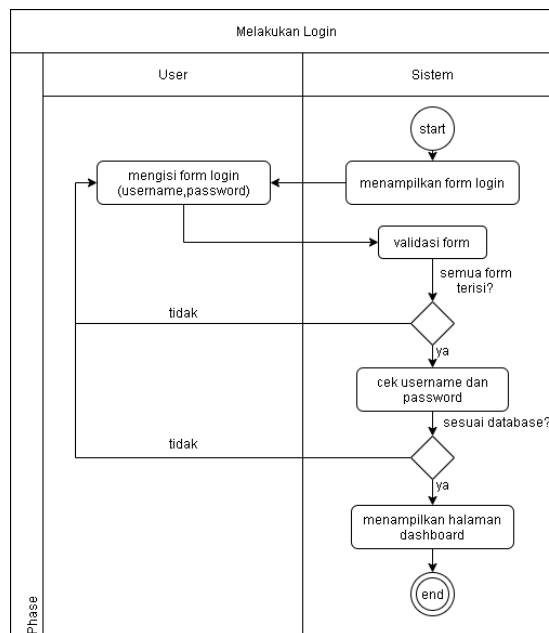 Melakukan Login
User
Sistem
start
menampilkan form login
mengisi form login
(username,password)
validasi form
semua form
terisi?
tidak
ya
cek username dan
password
sesuai database?
tidak
ya
menampilkan halaman
dashboard
end
Phase